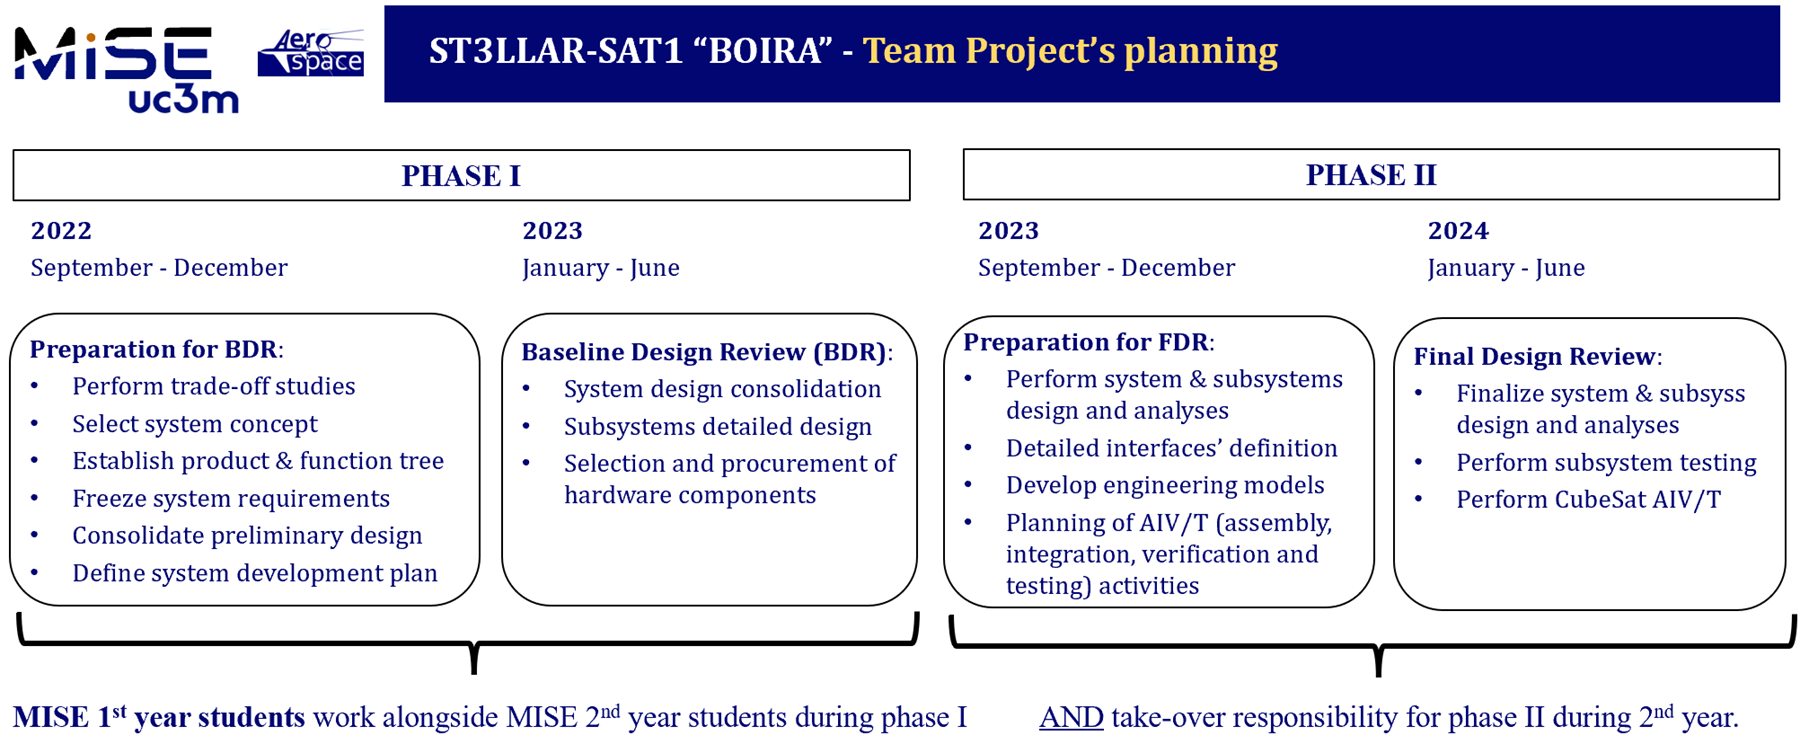 MiSE
uc3m
Aero
space
ST3LLAR-SAT1 “BOIRA” - Team Project’s planning
PHASE I
2022
September - December
2023
January - June
Preparation for BDR:
• Perform trade-off studies
• Select system concept
• Establish product & function tree
• Freeze system requirements
• Consolidate preliminary design
• Define system development plan
Baseline Design Review (BDR):
• System design consolidation
• Subsystems detailed design
• Selection and procurement of
hardware components
MISE 1st year students work alongside MISE 2nd year students during phase I
PHASE II
2023
September - December
2024
January - June
Preparation for FDR:
• Perform system & subsystems
design and analyses
• Detailed interfaces’ definition
• Develop engineering models
• Planning of AIV/T (assembly,
integration, verification and
testing) activities
Final Design Review:
• Finalize system & subsyss
design and analyses
• Perform subsystem testing
• Perform CubeSat AIV/T
AND take-over responsibility for phase II during 2nd year.